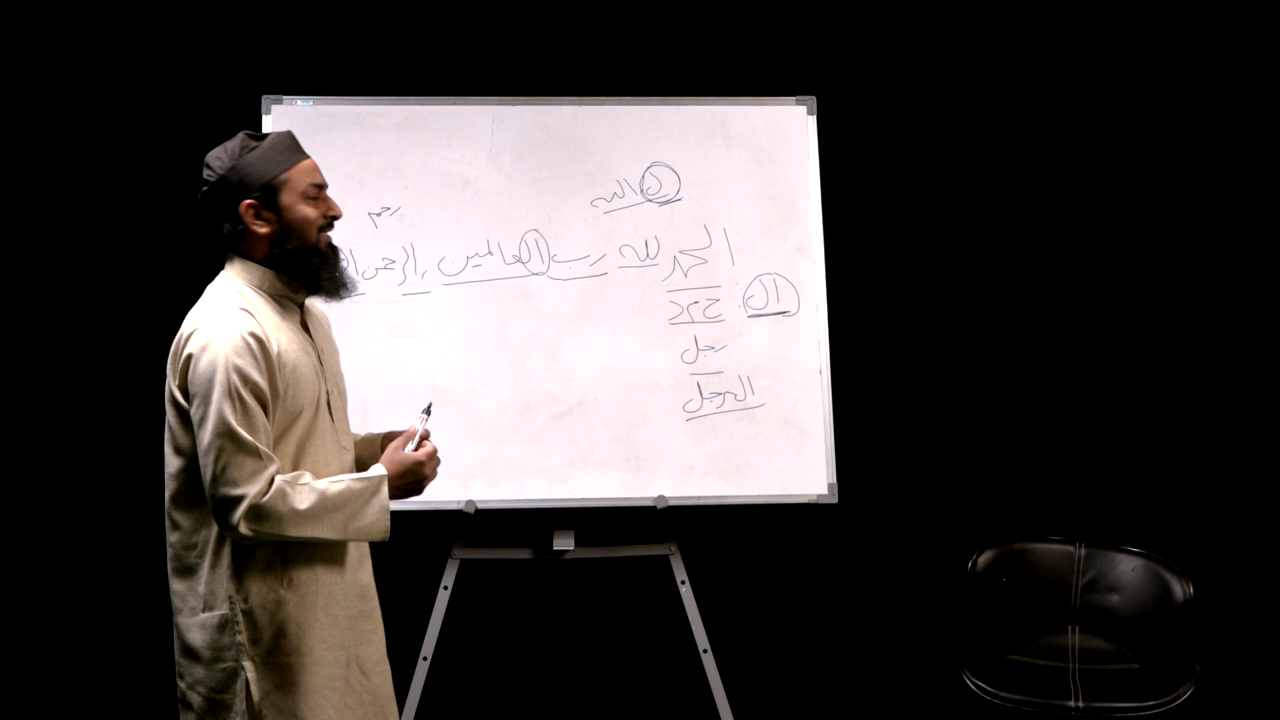 ل الله
رحم
الحمد لله رب العالمين الرحمن
ال
حمد
رجل
الرجل